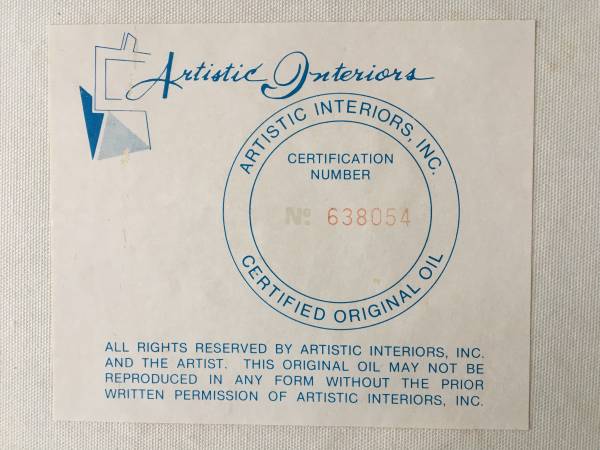 Artistic Interiors
ARTISTIC INTERIORS, INC.
CERTIFICATION
NUMBER
Nº 638054
CERTIFIED ORIGINAL OIL
ALL RIGHTS RESERVED BY ARTISTIC INTERIORS, INC.
AND THE ARTIST. THIS ORIGINAL OIL MAY NOT BE
REPRODUCED IN ANY FORM WITHOUT THE PRIOR
WRITTEN PERMISSION OF ARTISTIC INTERIORS, INC.